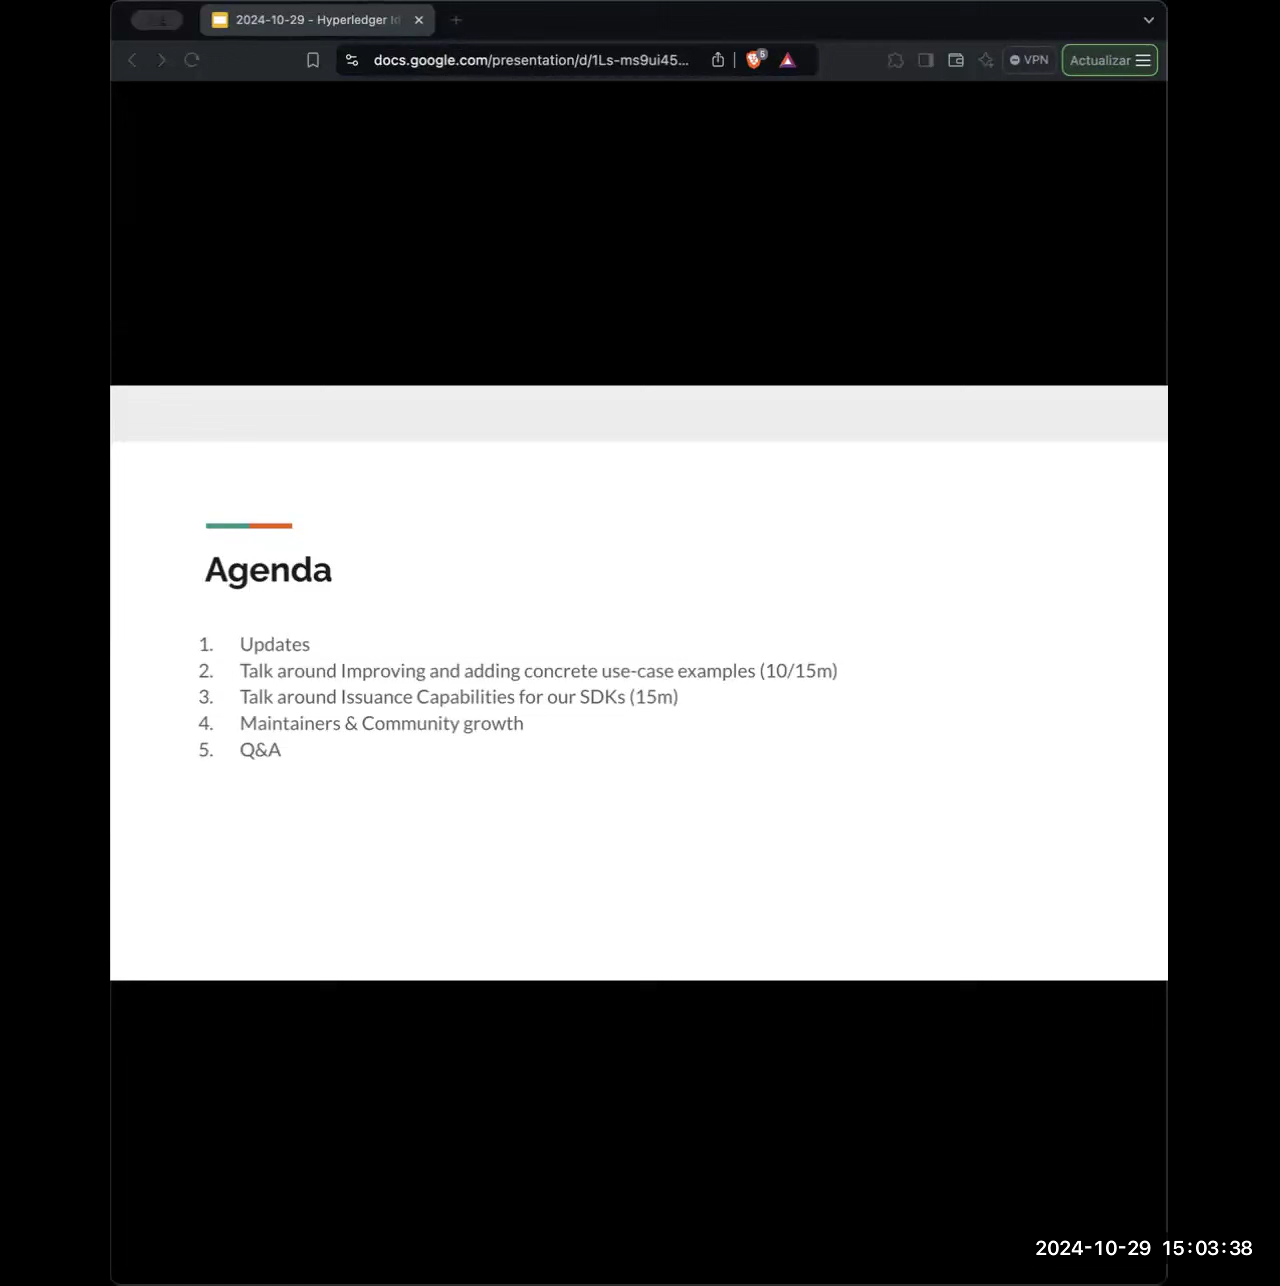 2024-10-29 - Hyperledger Id
docs.google.com/presentation/d/1Ls-ms9ui45...
5
VPN
Actualizar
Agenda
1. Updates
2. Talk around Improving and adding concrete use-case examples (10/15m)
3. Talk around Issuance Capabilities for our SDKs (15m)
4. Maintainers & Community growth
5. Q&A
2024-10-29 15:03:38